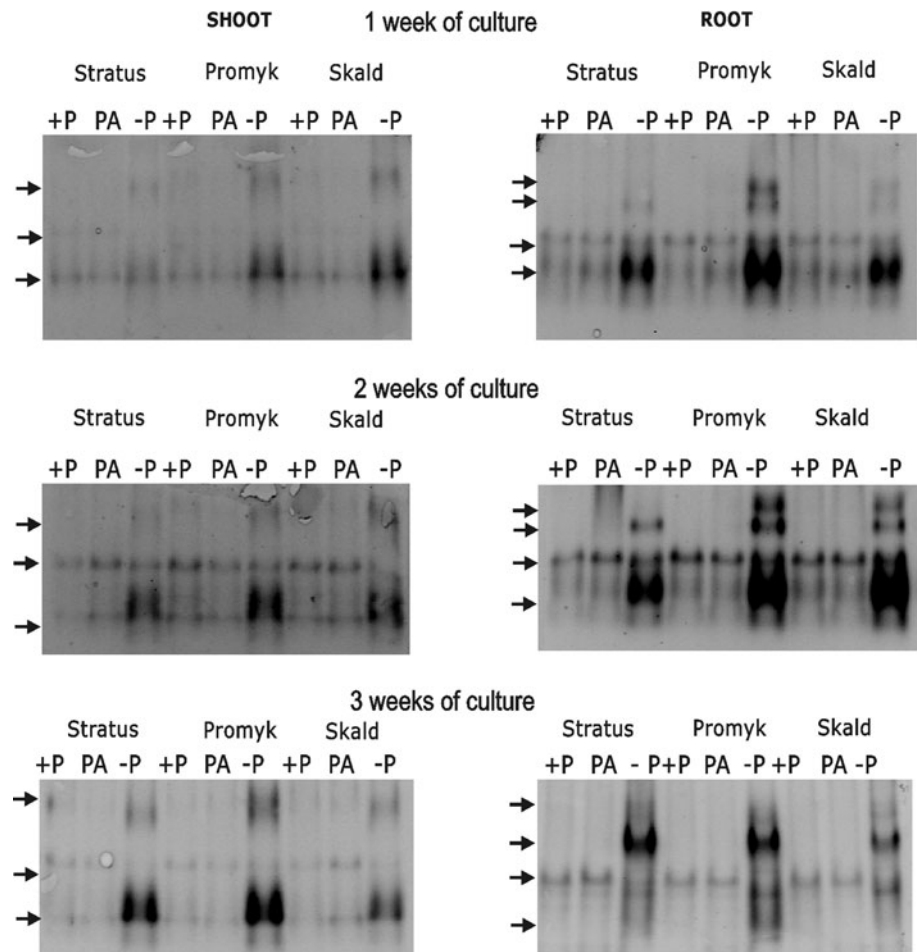 SHOOT 1 week of culture ROOT
Stratus Promyk Skald Stratus Promyk Skald
+P PA -P +P PA -P +P PA -P +P PA -P +P PA -P +P PA -P
2 weeks of culture
Stratus Promyk Skald Stratus Promyk Skald
+P PA -P +P PA -P +P PA -P +P PA -P +P PA -P +P PA -P
3 weeks of culture
Stratus Promyk Skald Stratus Promyk Skald
+P PA -P +P PA -P +P PA -P +P PA - P +P PA -P +P PA -P